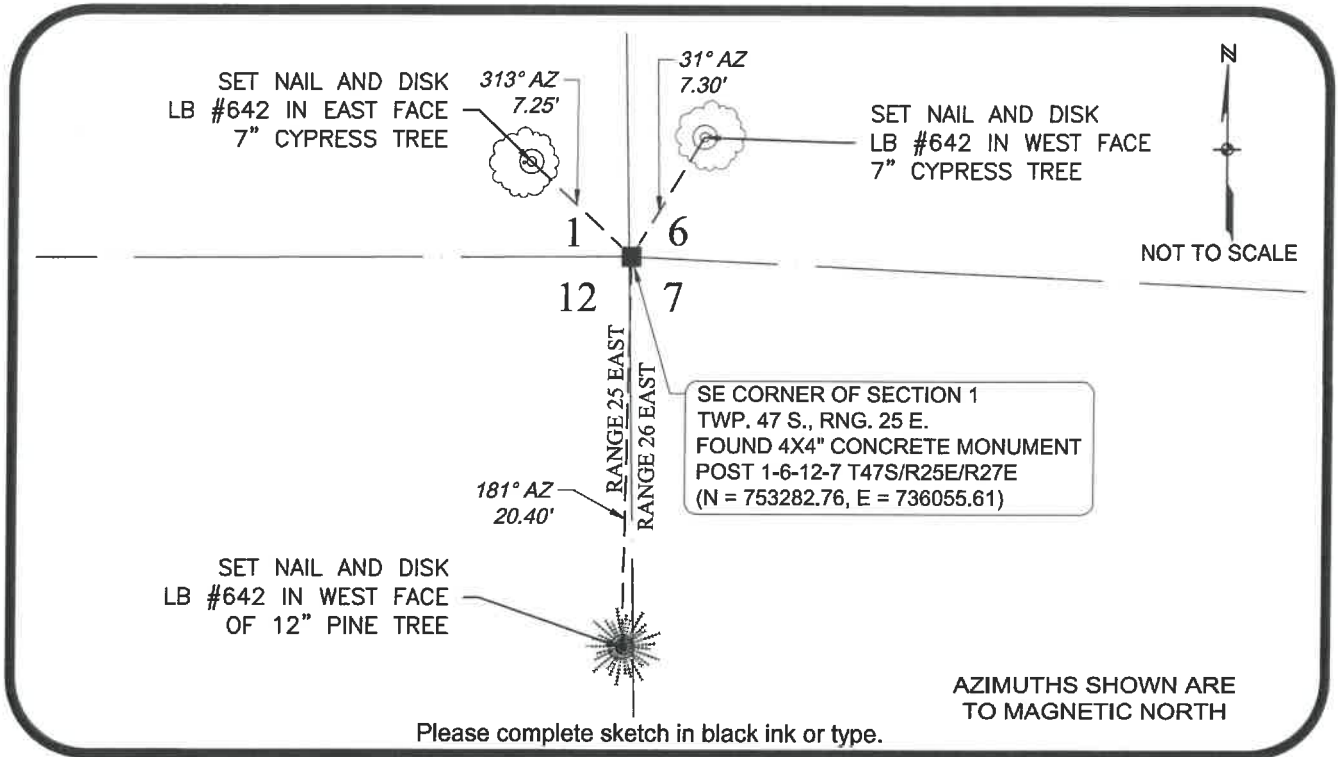 SET NAIL AND DISK
LB #642 IN EAST FACE
7" CYPRESS TREE
313° AZ
7.25'
31° AZ
7.30'
SET NAIL AND DISK
LB #642 IN WEST FACE
7" CYPRESS TREE
N
NOT TO SCALE
1
6
12
7
RANGE 25 EAST
RANGE 26 EAST
SE CORNER OF SECTION 1
TWP. 47 S., RNG. 25 E.
FOUND 4X4" CONCRETE MONUMENT
POST 1-6-12-7 T47S/R25E/R27E
(N = 753282.76, E = 736055.61)
181° AZ
20.40'
SET NAIL AND DISK
LB #642 IN WEST FACE
OF 12" PINE TREE
AZIMUTHS SHOWN ARE
TO MAGNETIC NORTH
Please complete sketch in black ink or type.